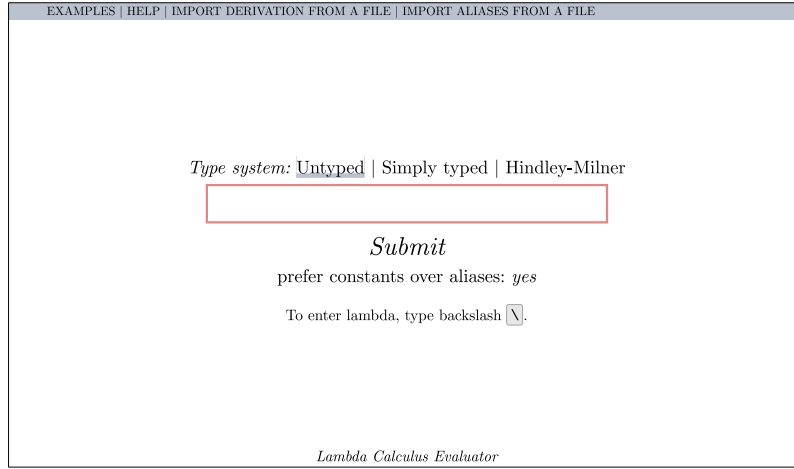 EXAMPLES | HELP | IMPORT DERIVATION FROM A FILE | IMPORT ALIASES FROM A FILE
Type system: Untyped | Simply typed | Hindley-Milner
Submit
prefer constants over aliases: yes
To enter lambda, type backslash \.
Lambda Calculus Evaluator